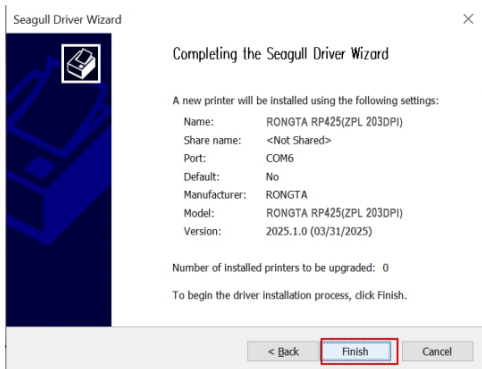 Seagull Driver Wizard
Completing the Seagull Driver Wizard
A new printer will be installed using the following settings:
Name: RONGTA RP425(ZPL 203DPI)
Share name: <Not Shared>
Port: COM6
Default: No
Manufacturer: RONGTA
Model: RONGTA RP425(ZPL 203DPI)
Version: 2025.1.0 (03/31/2025)
Number of installed printers to be upgraded: 0
To begin the driver installation process, click Finish.
< Back Finish Cancel